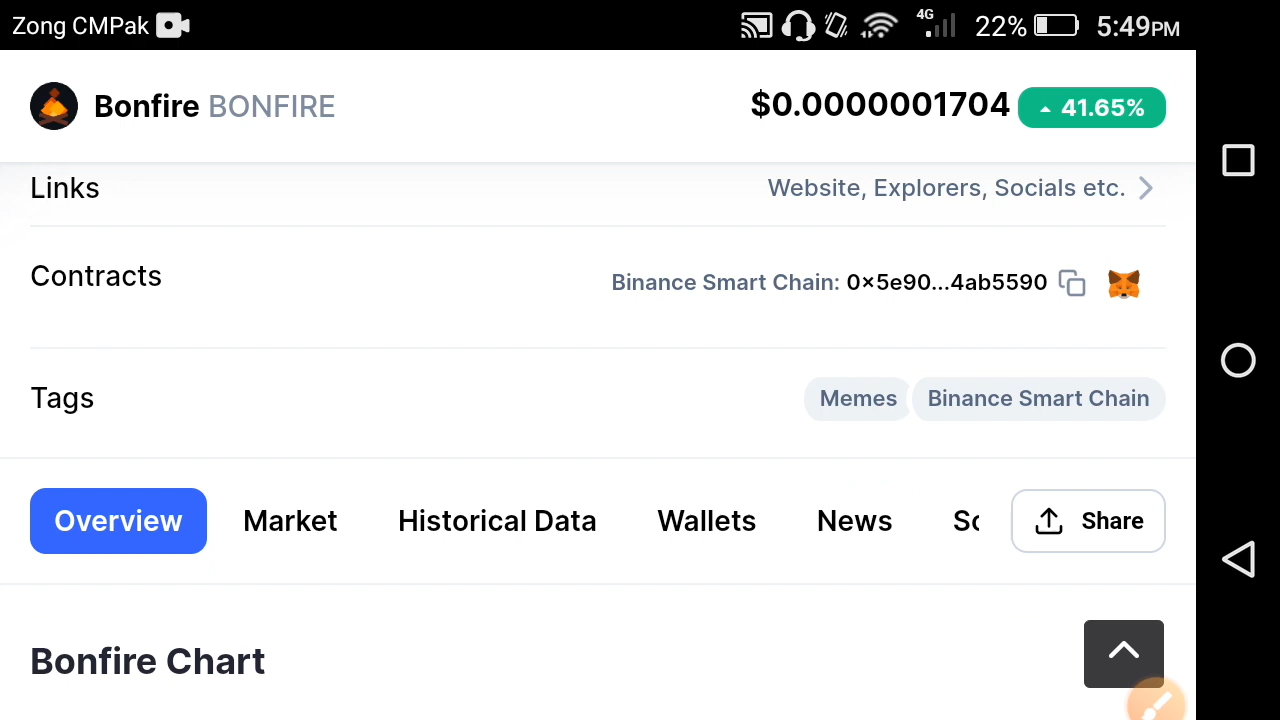 Zong CMPak 4G 22% 5:49PM
Bonfire BONFIRE $0.0000001704 41.65%
Links Website, Explorers, Socials etc.
Contracts Binance Smart Chain: 0x5e90...4ab5590
Tags Memes Binance Smart Chain
Overview Market Historical Data Wallets News Share
Bonfire Chart